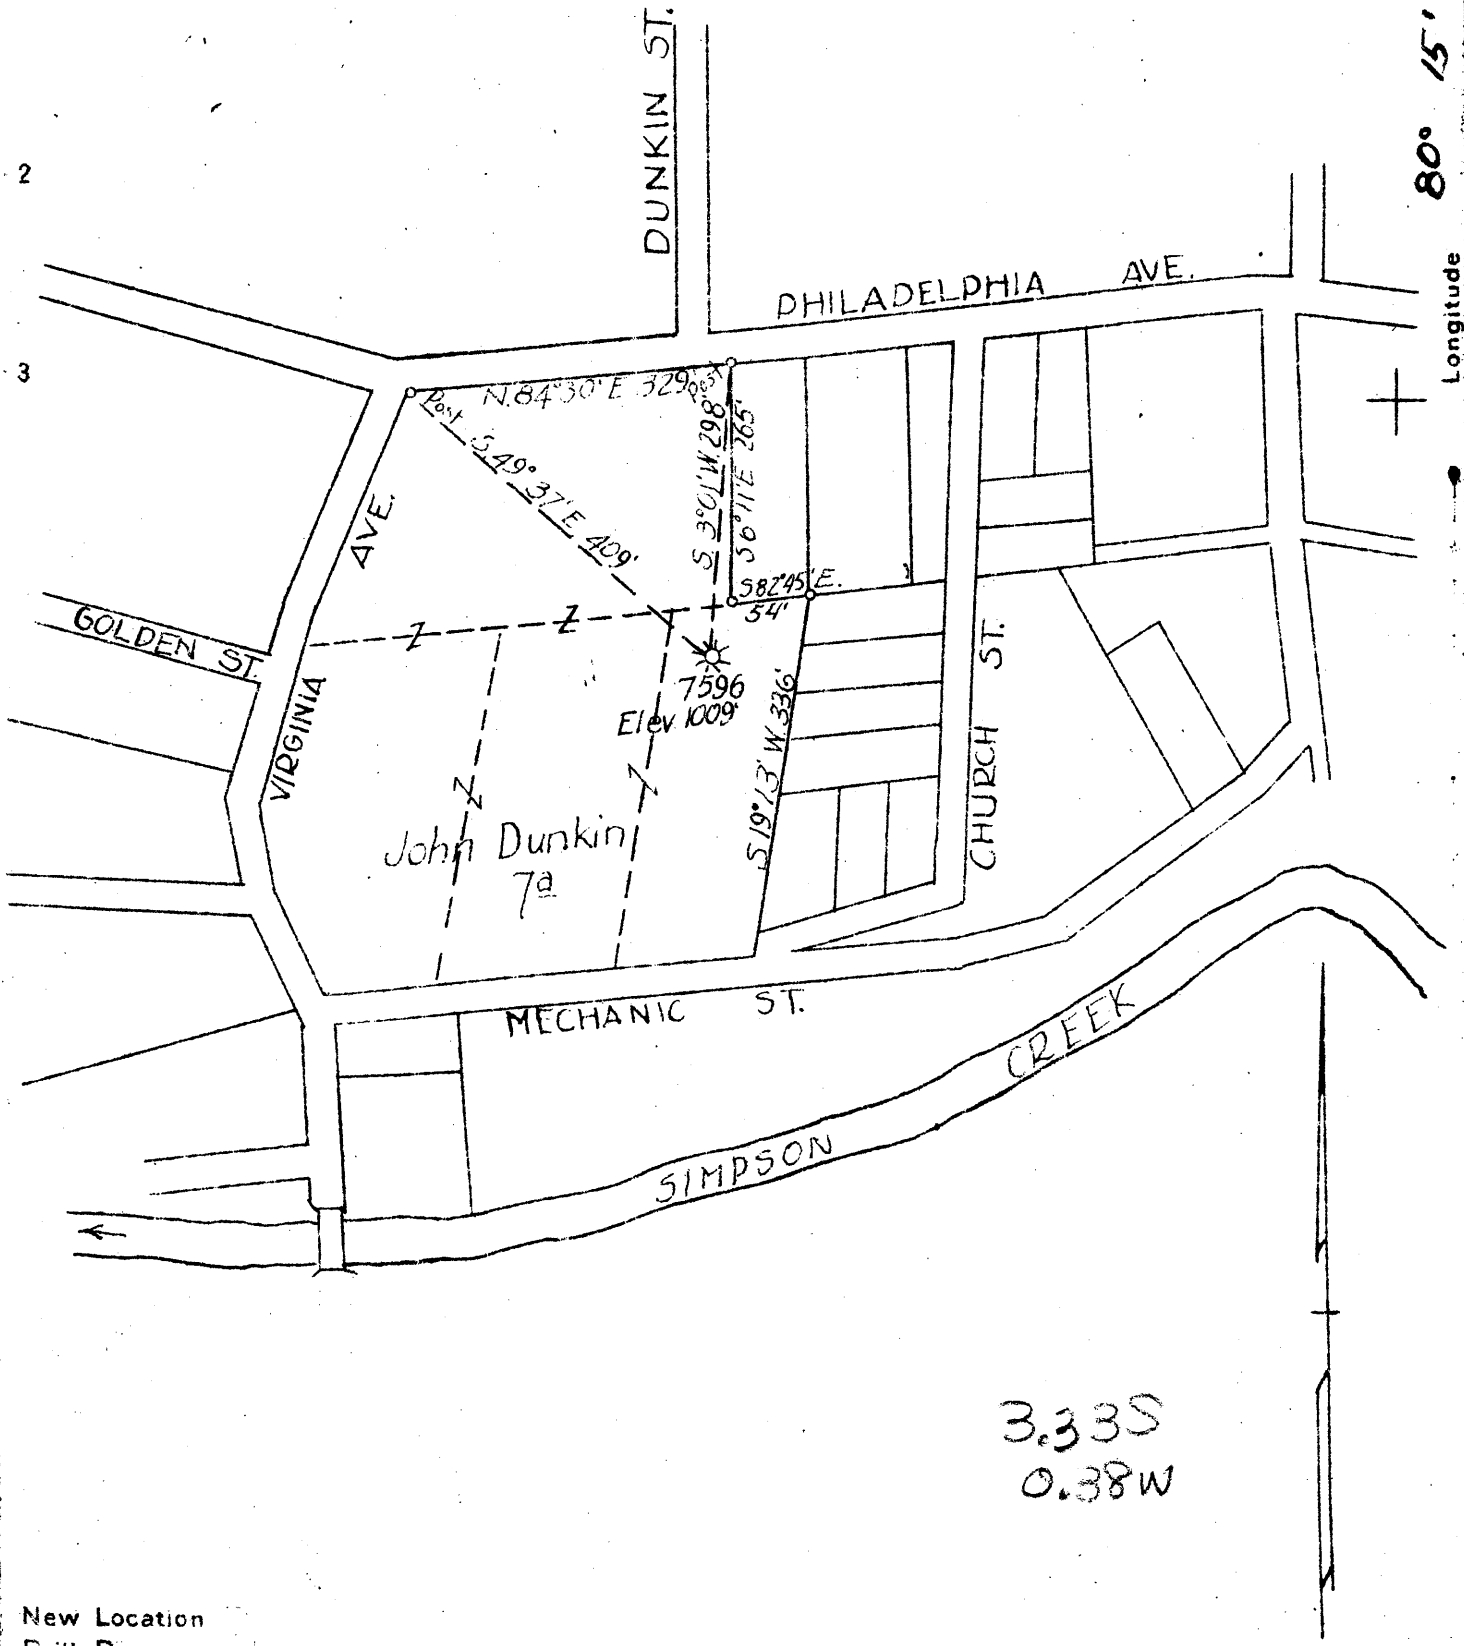 DUNKIN ST.
80° 15'
Longitude
2
PHILADELPHIA AVE.
3
N.84°30'E 329'
Post
Post
S.49°37'E 409'
S. 3°01' W. 298'
S6°11'E 265'
AVE.
VIRGINIA
S82°45'E.
54'
GOLDEN ST.
7596
Elev. 1009'
S 19°13' W. 336'
CHURCH ST.
John Dunkin
7a
MECHANIC ST.
SIMPSON CREEK
3.33S
0.38W
New Location